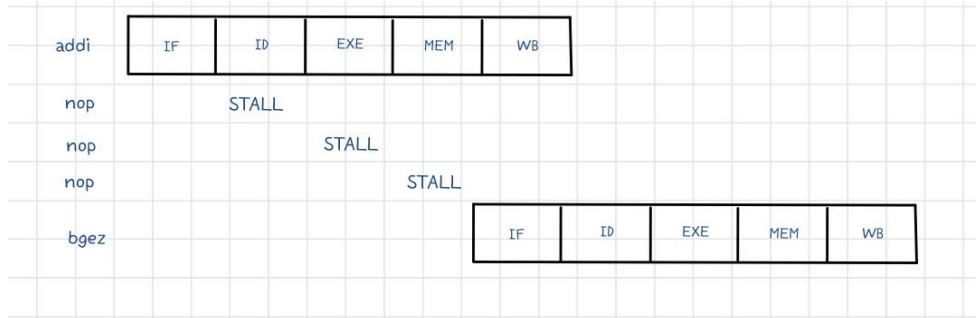 addi IF ID EXE MEM WB
nop STALL
nop STALL
nop STALL
bgez IF ID EXE MEM WB